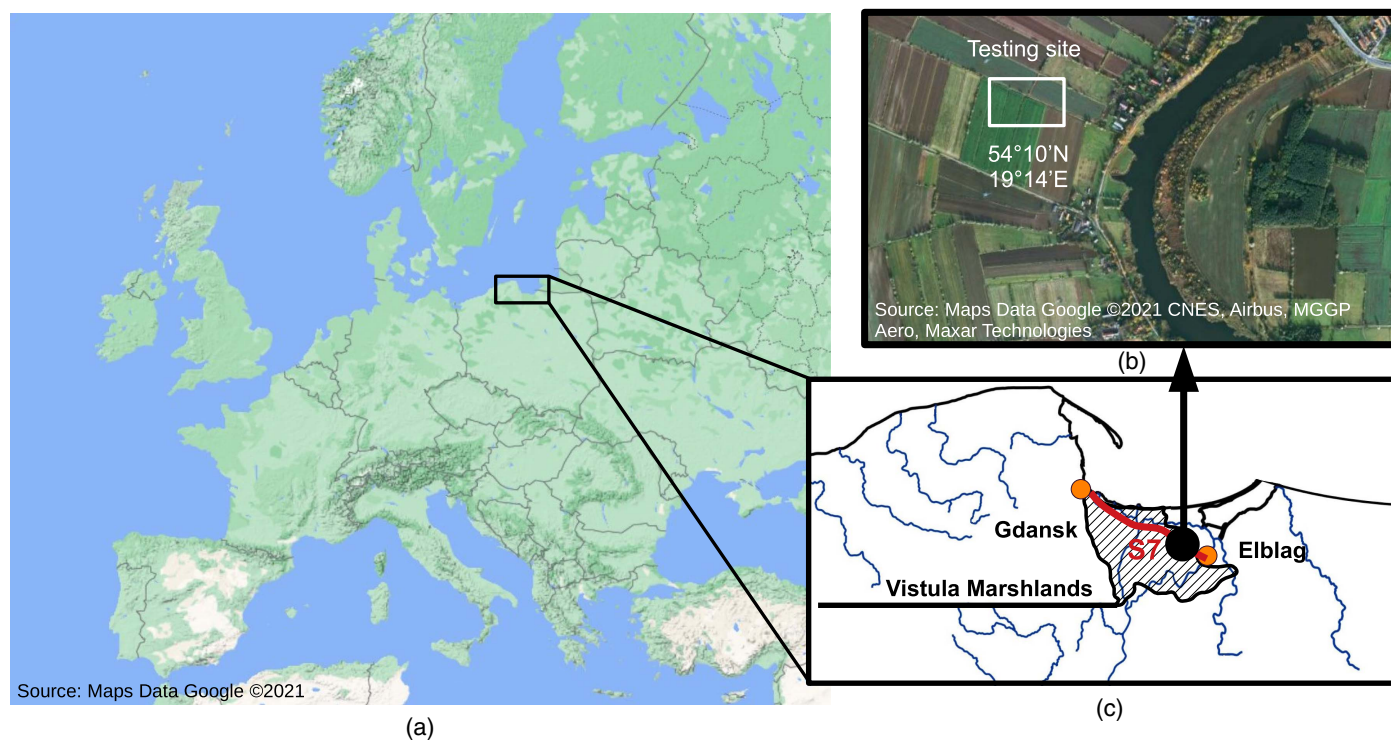 Source: Maps Data Google ©2021
(a)
Testing site
54°10’N
19°14’E
Source: Maps Data Google ©2021 CNES, Airbus, MGGP
Aero, Maxar Technologies
(b)
Gdansk
S7
Elblag
Vistula Marshlands
(c)